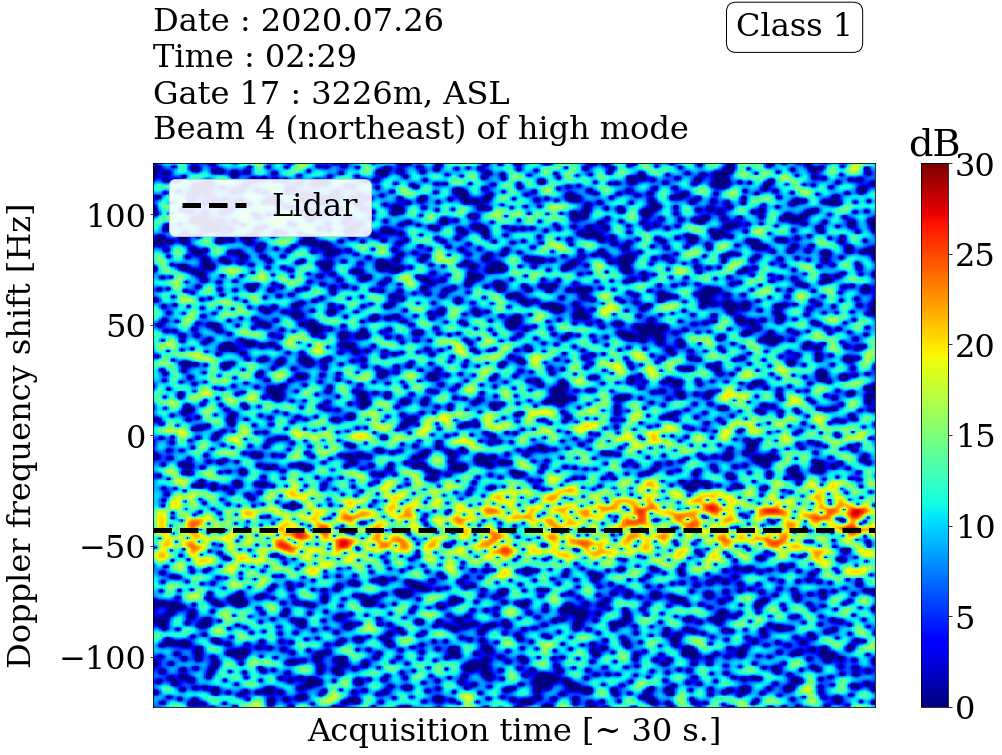 Date : 2020.07.26
Class 1
Time : 02:29
Gate 17 : 3226m, ASL
Beam 4 (northeast) of high mode
dB
Lidar
Doppler frequency shift [Hz]
100
50
0
−50
−100
30
25
20
15
10
5
0
Acquisition time [~ 30 s.]